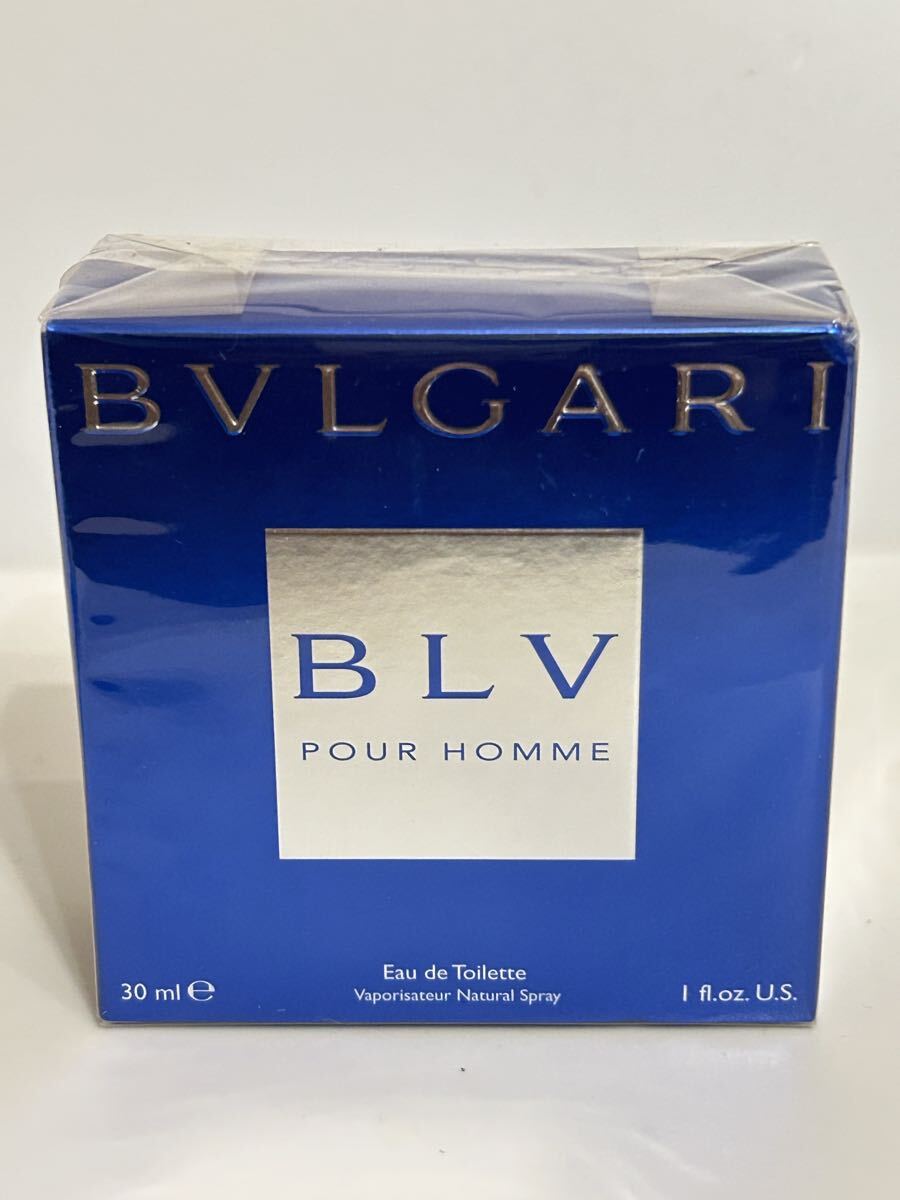 BVLGARI
BLV
POUR HOMME
Eau de Toilette
30 ml ℮ Vaporisateur Natural Spray 1 fl.oz. U.S.